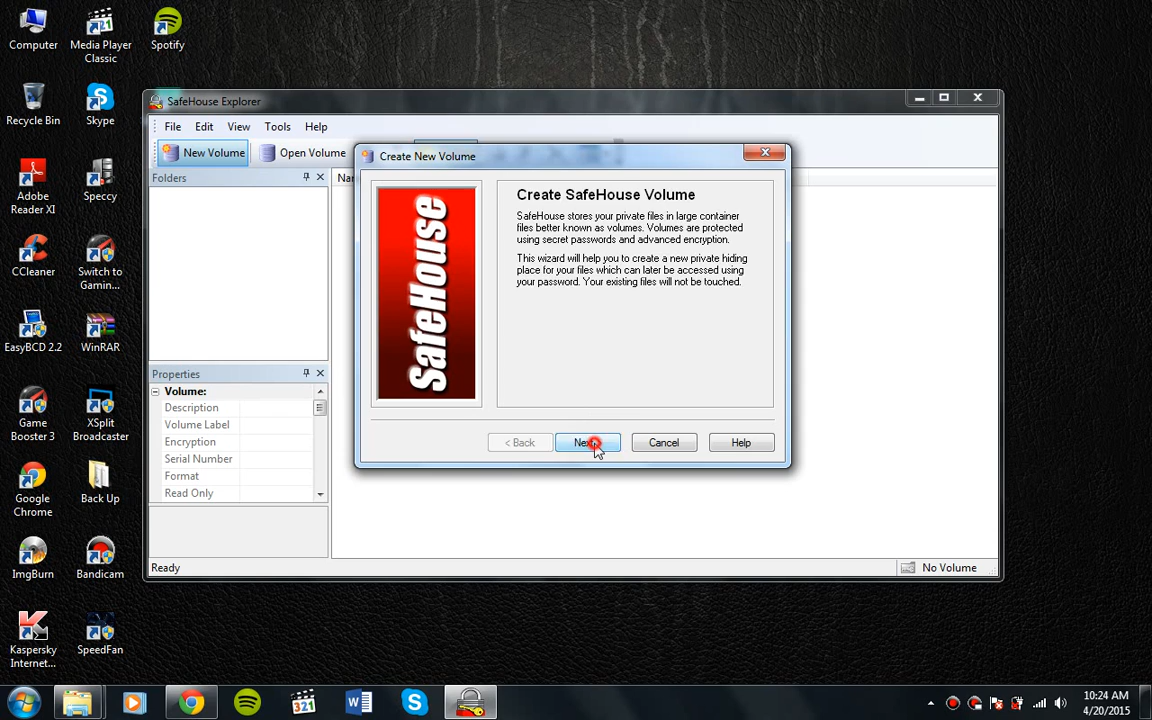 Computer
Media Player
Classic
Spotify
Recycle Bin
Skype
Adobe
Reader XI
Speccy
CCleaner
Switch to
Gamin...
EasyBCD 2.2
WinRAR
Game
Booster 3
XSplit
Broadcaster
Google
Chrome
Back Up
ImgBurn
Bandicam
Kaspersky
Internet...
SpeedFan
SafeHouse Explorer
File Edit View Tools Help
New Volume Open Volume
Folders
Properties
Volume:
Description
Volume Label
Encryption
Serial Number
Format
Read Only
Ready
No Volume
Create New Volume
SafeHouse
Create SafeHouse Volume
SafeHouse stores your private files in large container
files better known as volumes. Volumes are protected
using secret passwords and advanced encryption.
This wizard will help you to create a new private hiding
place for your files which can later be accessed using
your password. Your existing files will not be touched.
< Back Cancel Help
321
321
10:24 AM
4/20/2015